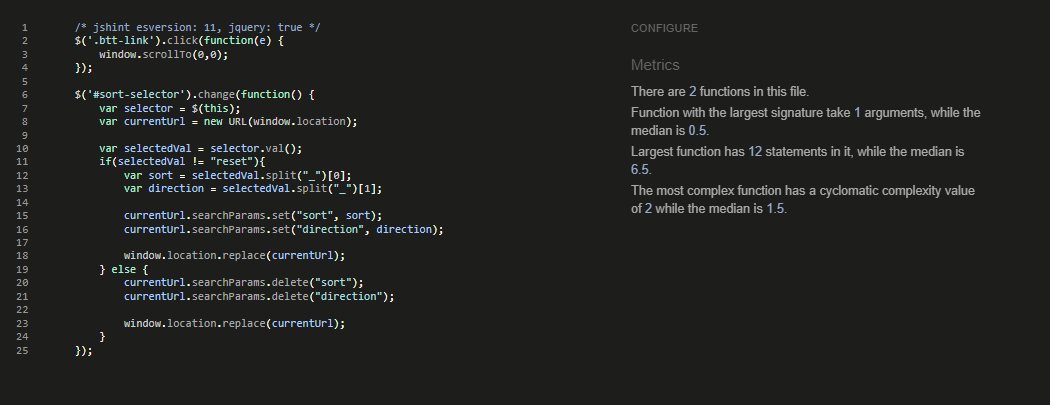 1 /* jshint esversion: 11, jquery: true */
2 $('.btt-link').click(function(e) {
3 window.scrollTo(0,0);
4 });
5
6 $('#sort-selector').change(function() {
7 var selector = $(this);
8 var currentUrl = new URL(window.location);
9
10 var selectedVal = selector.val();
11 if(selectedVal != "reset"){
12 var sort = selectedVal.split("_")[0];
13 var direction = selectedVal.split("_")[1];
14
15 currentUrl.searchParams.set("sort", sort);
16 currentUrl.searchParams.set("direction", direction);
17
18 window.location.replace(currentUrl);
19 } else {
20 currentUrl.searchParams.delete("sort");
21 currentUrl.searchParams.delete("direction");
22
23 window.location.replace(currentUrl);
24 }
25 });
CONFIGURE
Metrics
There are 2 functions in this file.
Function with the largest signature take 1 arguments, while the
median is 0.5.
Largest function has 12 statements in it, while the median is
6.5.
The most complex function has a cyclomatic complexity value
of 2 while the median is 1.5.